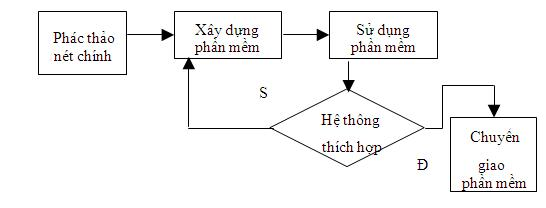 Phác thảo
nét chính
Xây dựng
phần mềm
Sử dụng
phần mềm
S
Hệ thông
thích hợp
Đ
Chuyển
giao
phần mềm